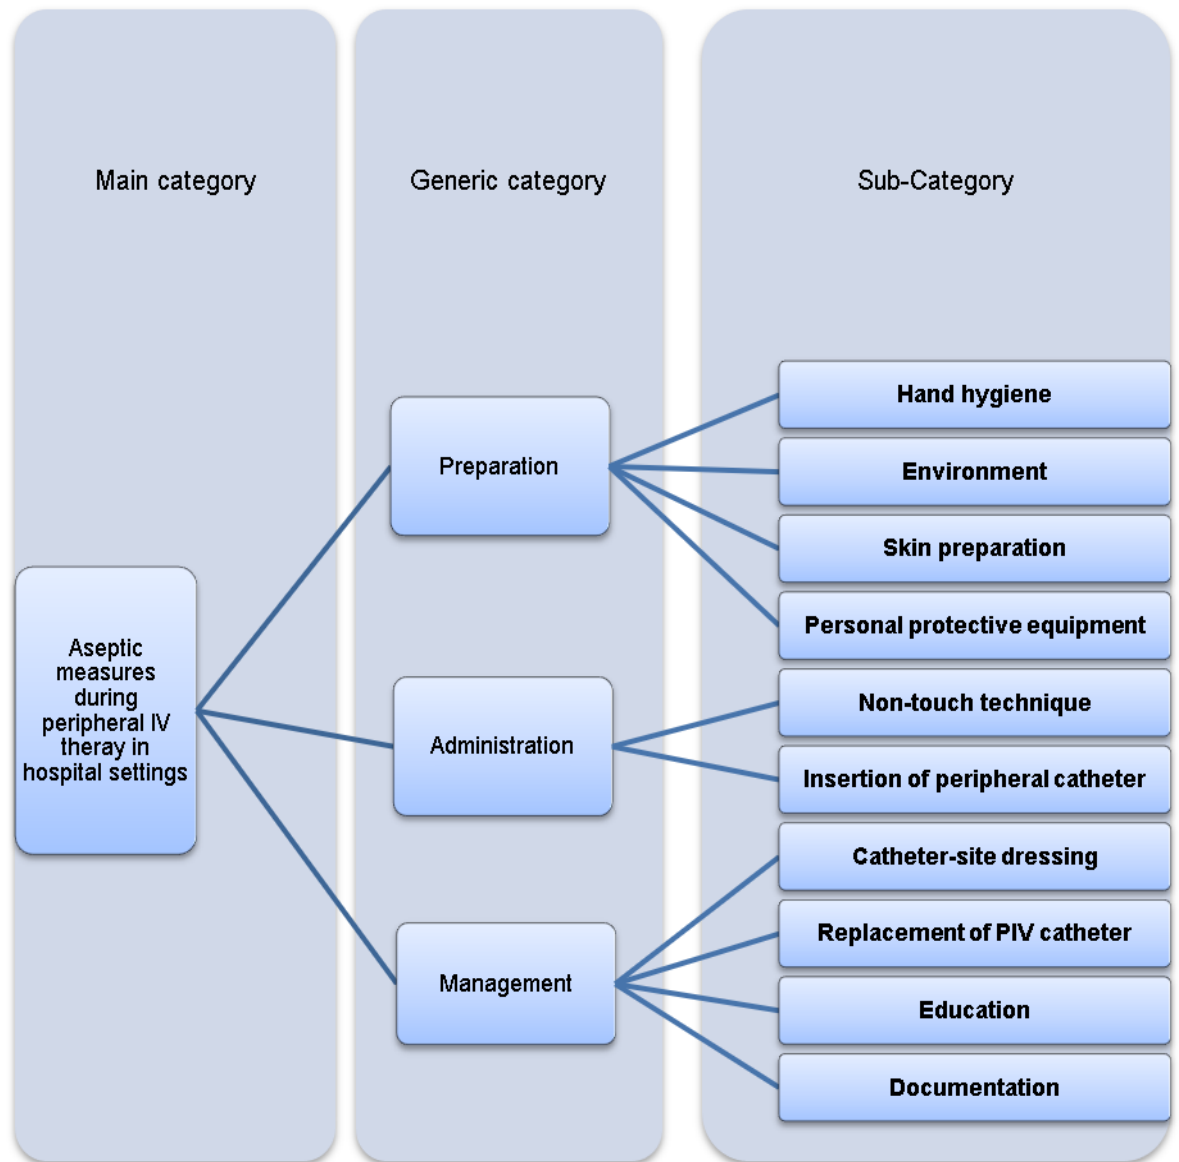 Main category
Generic category
Sub-Category
Aseptic
measures
during
peripheral IV
theray in
hospital settings
Preparation
Administration
Management
Hand hygiene
Environment
Skin preparation
Personal protective equipment
Non-touch technique
Insertion of peripheral catheter
Catheter-site dressing
Replacement of PIV catheter
Education
Documentation